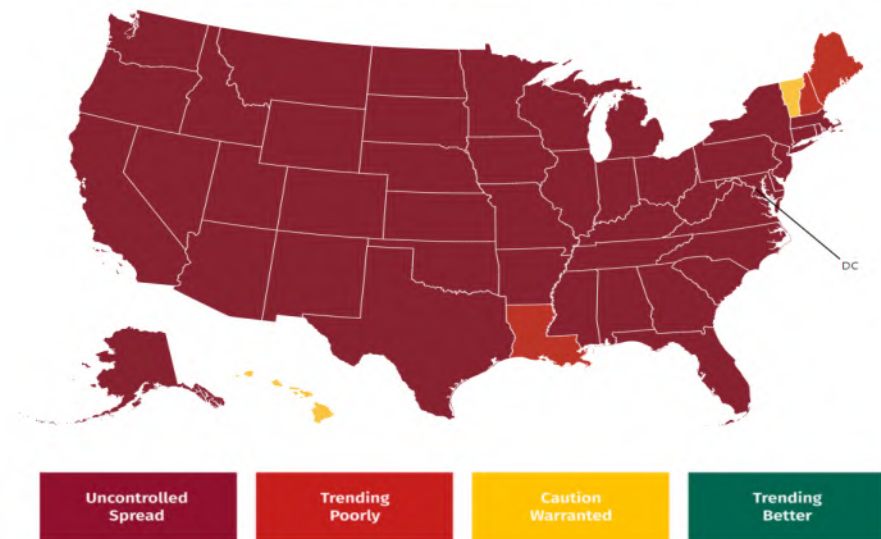 DC
Uncontrolled
Spread
Trending
Poorly
Caution
Warranted
Trending
Better